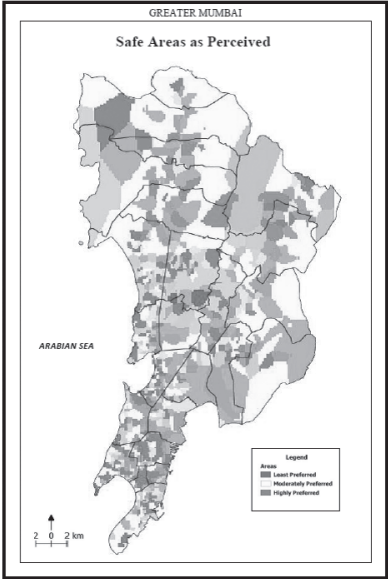 GREATER MUMBAI
Safe Areas as Perceived
ARABIAN SEA
Legend
Areas
Least Preferred
Moderately Preferred
Highly Preferred
2 0 2 km